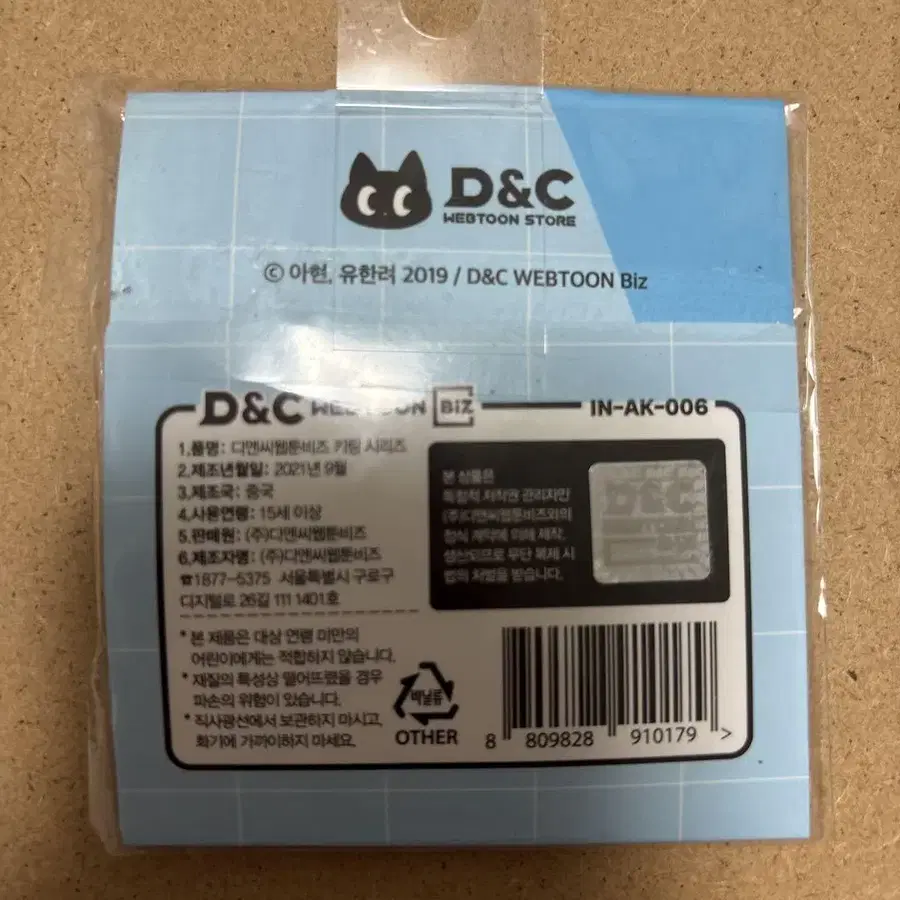 D&C
WEBTOON STORE
ⓒ 아현, 유한려 2019 / D&C WEBTOON Biz
D&C WEBTOON BIZ
IN-AK-006
1.품명: 디앤씨웹툰비즈 키링 시리즈
2.제조년월일: 2021년 9월
3.제조국: 중국
4.사용연령: 15세 이상
5.판매원: (주)디앤씨웹툰비즈
6.제조자명: (주)디앤씨웹툰비즈
☎1877-5375 서울특별시 구로구
디지털로 26길 111 1401호
본 상품은
독점적 저작권 관리자인
(주)디앤씨웹툰비즈와의
정식 계약에 의해 제작,
생산되므로 무단 복제 시
법의 처벌을 받습니다.
* 본 제품은 대상 연령 미만의
어린이에게는 적합하지 않습니다.
* 재질의 특성상 떨어뜨렸을 경우
파손의 위험이 있습니다.
* 직사광선에서 보관하지 마시고,
화기에 가까이하지 마세요.
비닐류
OTHER
8 809828 910179 >